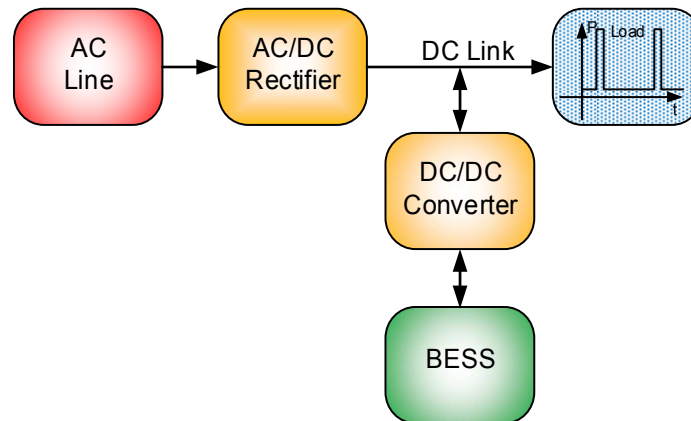 AC
Line
AC/DC
Rectifier
DC Link
P
Load
t
DC/DC
Converter
BESS